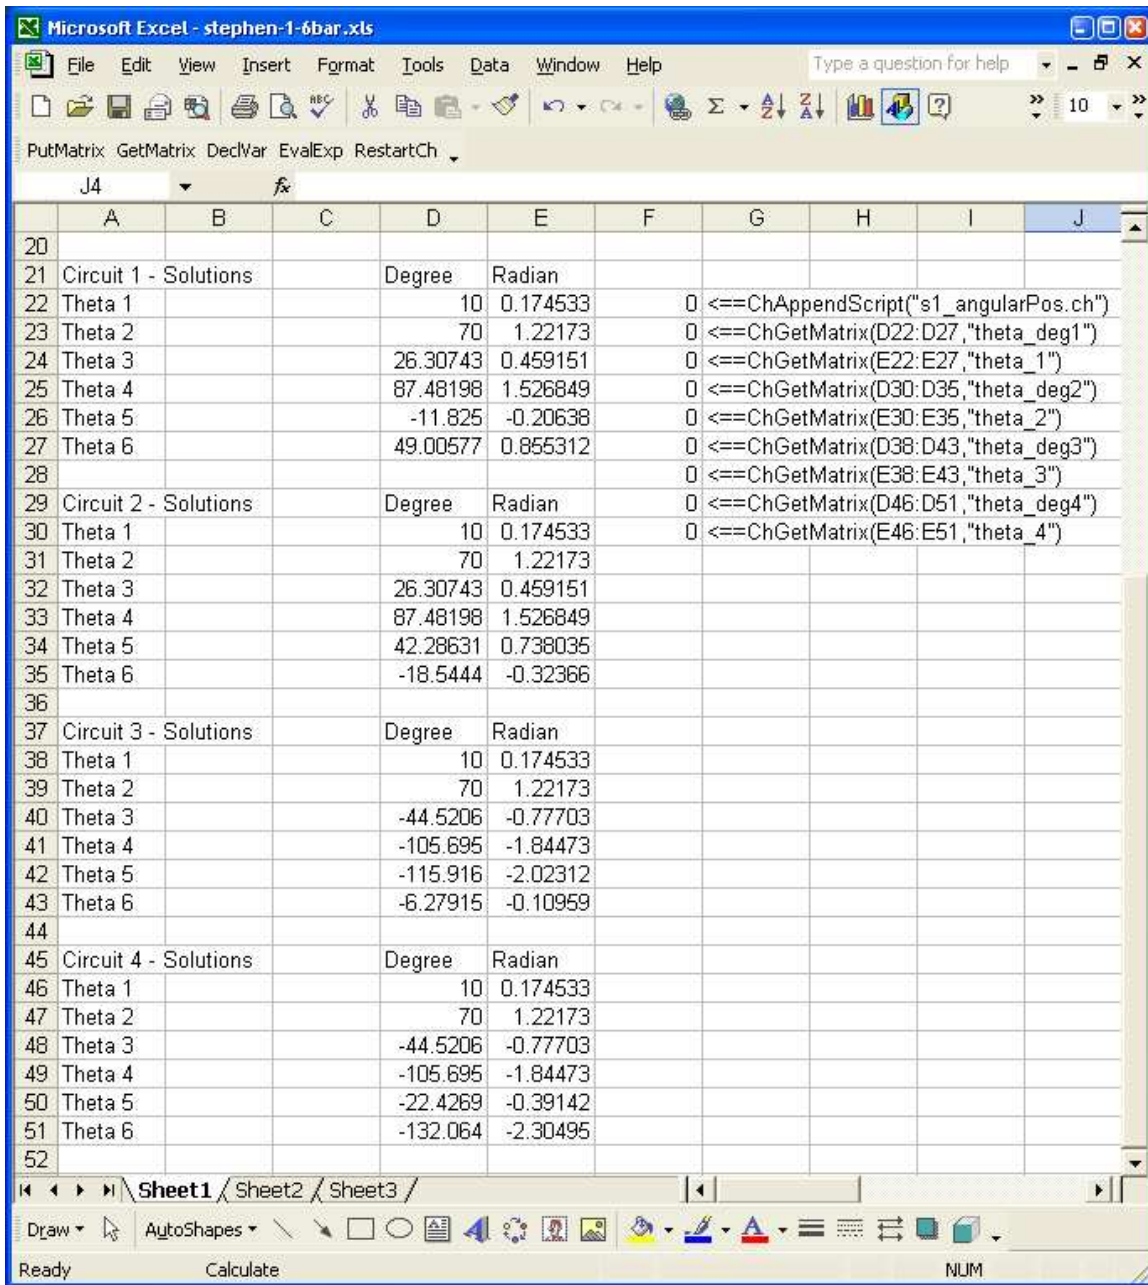 Microsoft Excel - stephen-1-6bar.xls
File Edit View Insert Format Tools Data Window Help Type a question for help
ABC Σ 10
PutMatrix GetMatrix DeclVar EvalExp RestartCh
J4 fx
A B C D E F G H I J
20
21 Circuit 1 - Solutions Degree Radian
22 Theta 1 10 0.174533 0 <==ChAppendScript("s1_angularPos.ch")
23 Theta 2 70 1.22173 0 <==ChGetMatrix(D22:D27,"theta_deg1")
24 Theta 3 26.30743 0.459151 0 <==ChGetMatrix(E22:E27,"theta_1")
25 Theta 4 87.48198 1.526849 0 <==ChGetMatrix(D30:D35,"theta_deg2")
26 Theta 5 -11.825 -0.20638 0 <==ChGetMatrix(E30:E35,"theta_2")
27 Theta 6 49.00577 0.855312 0 <==ChGetMatrix(D38:D43,"theta_deg3")
28 0 <==ChGetMatrix(E38:E43,"theta_3")
29 Circuit 2 - Solutions Degree Radian 0 <==ChGetMatrix(D46:D51,"theta_deg4")
30 Theta 1 10 0.174533 0 <==ChGetMatrix(E46:E51,"theta_4")
31 Theta 2 70 1.22173
32 Theta 3 26.30743 0.459151
33 Theta 4 87.48198 1.526849
34 Theta 5 42.28631 0.738035
35 Theta 6 -18.5444 -0.32366
36
37 Circuit 3 - Solutions Degree Radian
38 Theta 1 10 0.174533
39 Theta 2 70 1.22173
40 Theta 3 -44.5206 -0.77703
41 Theta 4 -105.695 -1.84473
42 Theta 5 -115.916 -2.02312
43 Theta 6 -6.27915 -0.10959
44
45 Circuit 4 - Solutions Degree Radian
46 Theta 1 10 0.174533
47 Theta 2 70 1.22173
48 Theta 3 -44.5206 -0.77703
49 Theta 4 -105.695 -1.84473
50 Theta 5 -22.4269 -0.39142
51 Theta 6 -132.064 -2.30495
52
Sheet1 Sheet2 Sheet3
Draw AutoShapes
Ready Calculate NUM